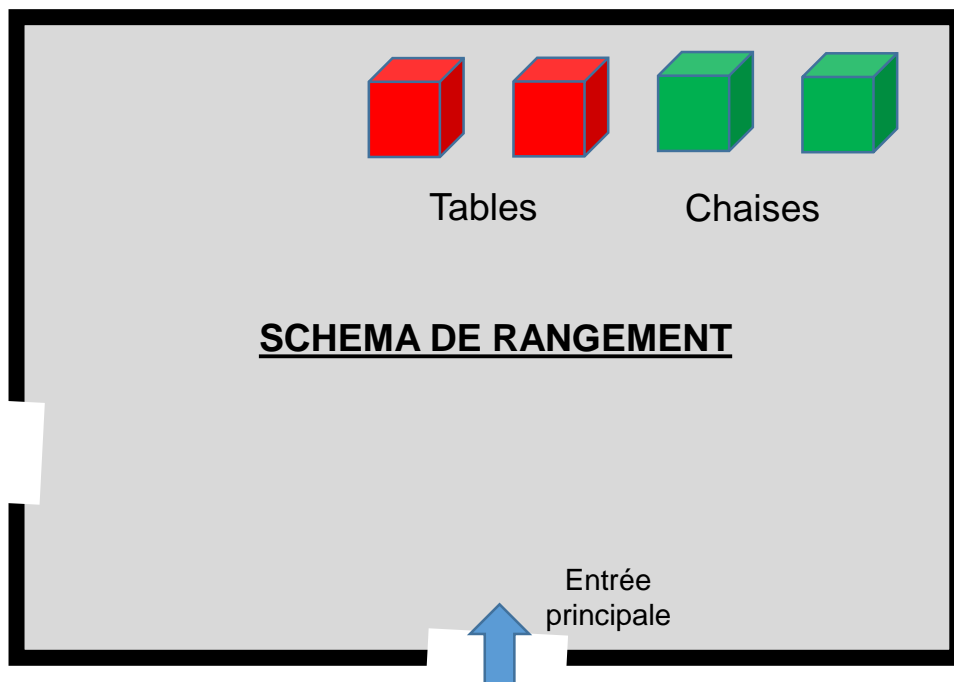 Tables
Chaises
SCHEMA DE RANGEMENT
Entrée
principale